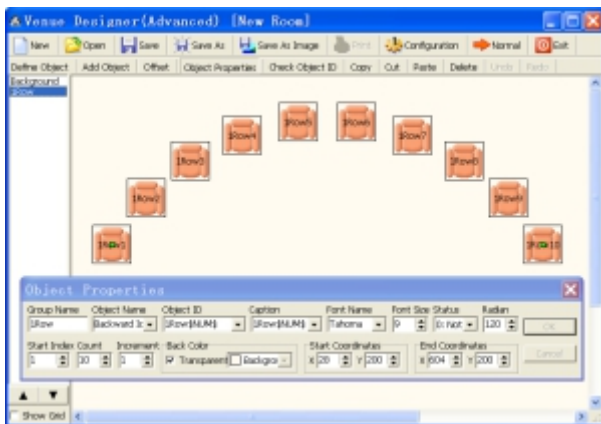 Venue Designer(Advanced) [New Room]
New Open Save Save As Save As Image Print Configuration Normal Exit
Define Object Add Object Offset Object Properties Check Object ID Copy Cut Paste Delete Undo Redo
Background
1Row
1Row5 1Row6
1Row4 1Row7
1Row3 1Row8
1Row2 1Row9
1Row1 1Row10
Object Properties
Group Name Object Name Object ID Caption Font Name Font Size Status Radian
1Row Backward 1Row$NUM$ 1Row$NUM$ Tahoma 9 0: Not 120 OK
Start Index Count Increment Back Color Start Coordinates End Coordinates Cancel
1 10 1 Transparent Backgro X 28 Y 200 X 604 Y 200
Show Grid